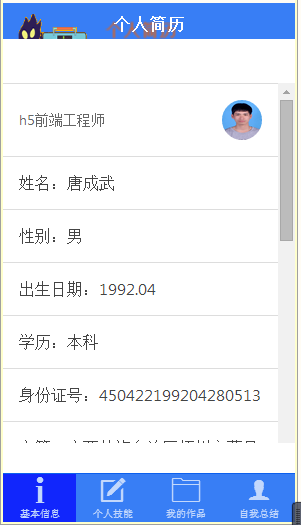 个人简历
h5前端工程师
姓名：唐成武
性别：男
出生日期：1992.04
学历：本科
身份证号：450422199204280513
基本信息
个人技能
我的作品
自我总结